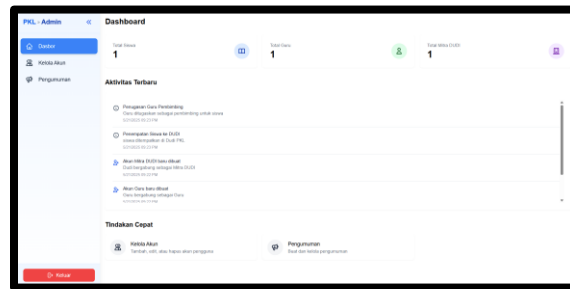 PKL - Admin
«
Dashboard
Dasbor
Kelola Akun
Pengumuman
Total Siswa
1
Total Guru
1
Total Mitra DUDI
1
Aktivitas Terbaru
Penugasan Guru Pembimbing
Guru ditugaskan sebagai pembimbing untuk siswa
Penempatan Siswa ke DUDI
siswa ditempatkan di Dudi PKL
Akun Mitra DUDI baru dibuat
Dudi bergabung sebagai Mitra DUDI
Akun Guru baru dibuat
Guru bergabung sebagai Guru
Tindakan Cepat
Kelola Akun
Tambah, edit, atau hapus akun pengguna
Pengumuman
Buat dan kelola pengumuman
Keluar